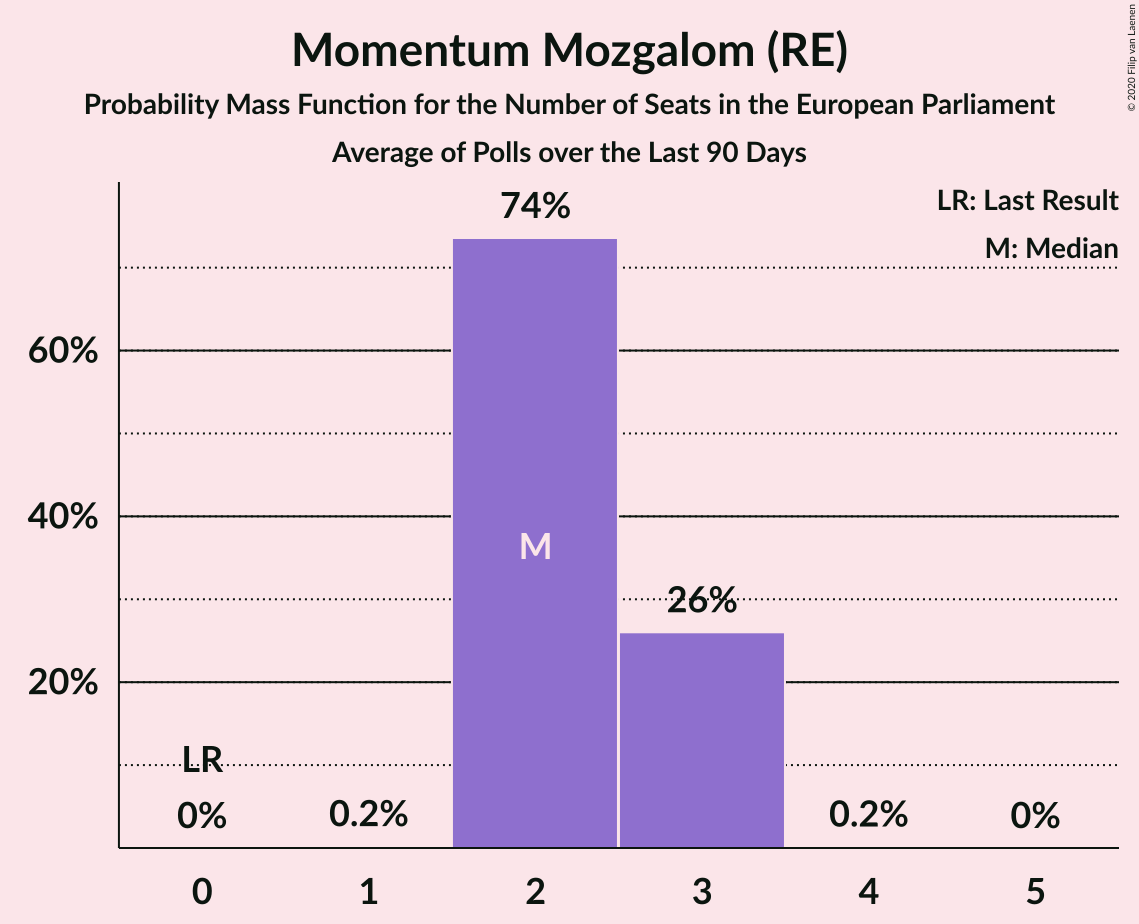 Momentum Mozgalom (RE)
Probability Mass Function for the Number of Seats in the European Parliament
Average of Polls over the Last 90 Days
© 2020 Filip van Laenen
LR: Last Result
M: Median
74%
60%
40%
M
26%
20%
LR
0%
0.2%
0.2%
0%
0 1 2 3 4 5